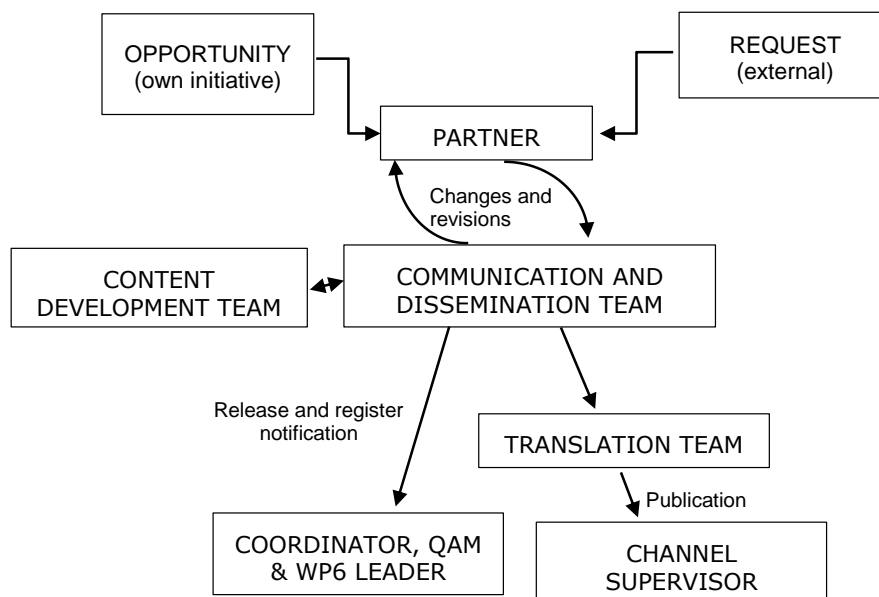 OPPORTUNITY
(own initiative)
REQUEST
(external)
PARTNER
Changes and
revisions
CONTENT
DEVELOPMENT TEAM
COMMUNICATION AND
DISSEMINATION TEAM
Release and register
notification
TRANSLATION TEAM
Publication
COORDINATOR, QAM
& WP6 LEADER
CHANNEL
SUPERVISOR